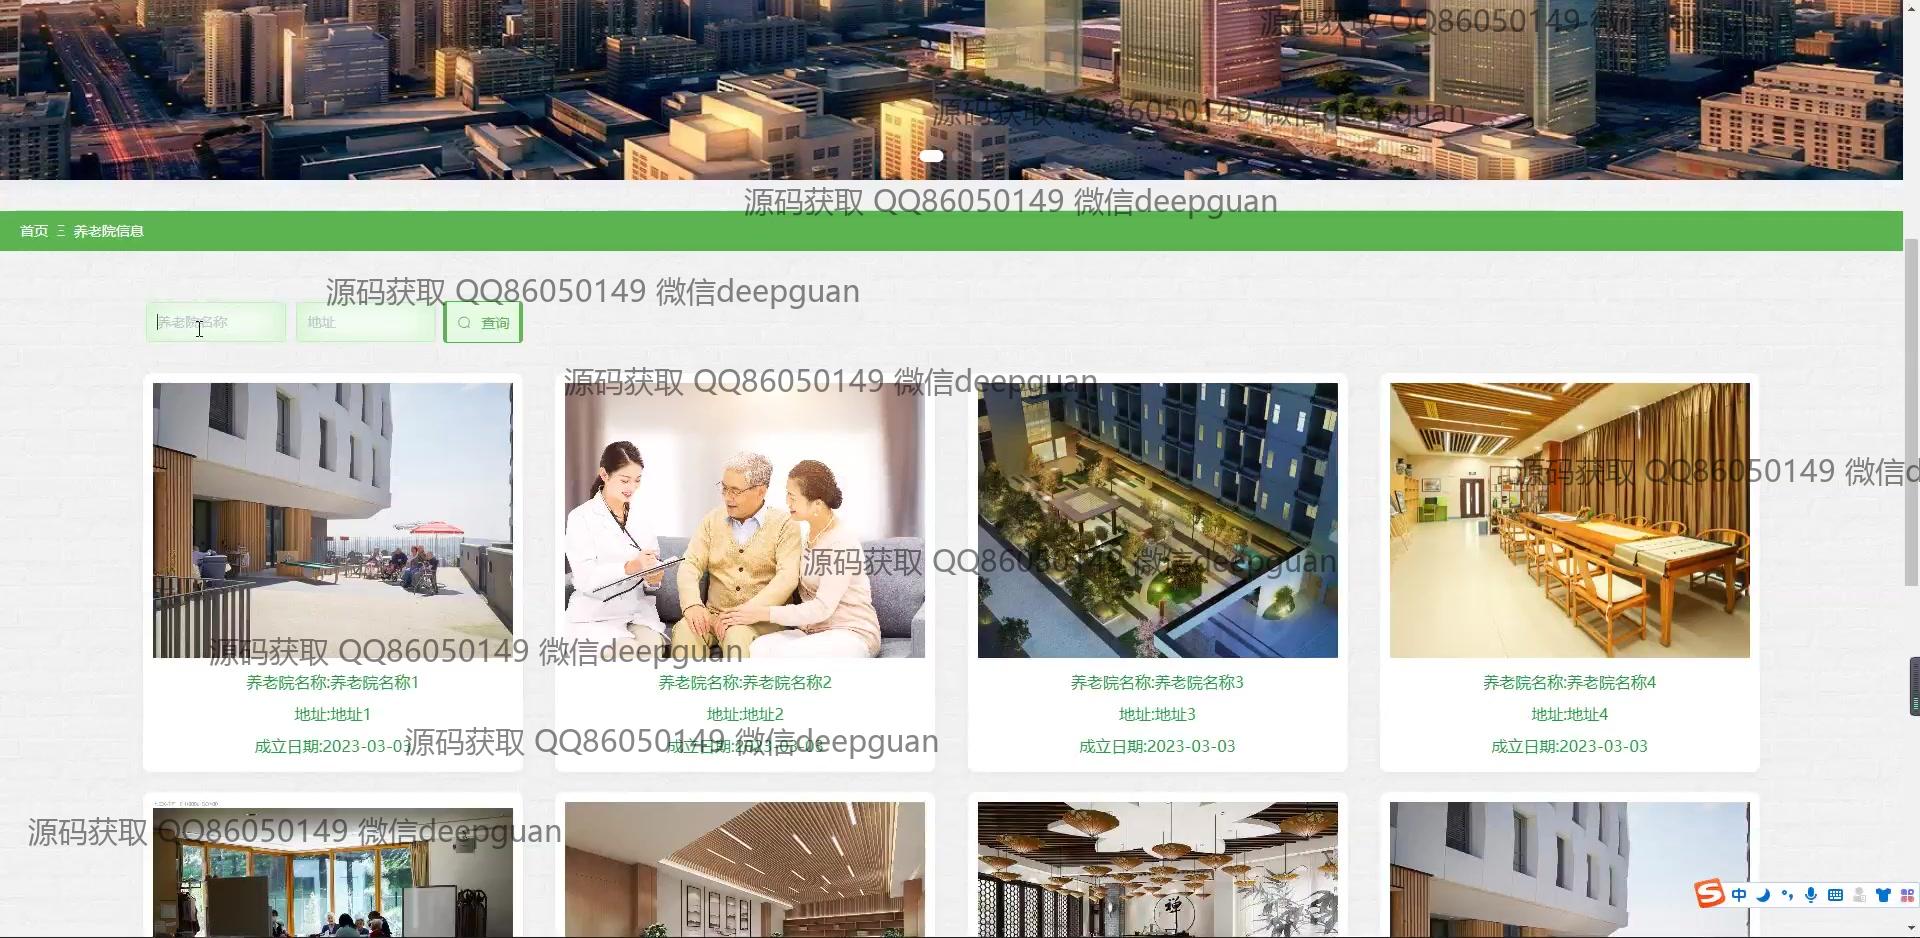 源码获取 QQ86050149 微信deepguan
源码获取 QQ86050149 微信deepguan
源码获取 QQ86050149 微信deepguan
首页 三 养老院信息
源码获取 QQ86050149 微信deepguan
养老院名称 地址 查询
源码获取 QQ86050149 微信deepguan
源码获取 QQ86050149 微信d
源码获取 QQ86050149 微信deepguan
源码获取 QQ86050149 微信deepguan
养老院名称:养老院名称1
地址:地址1
成立日期:2023-03-03
养老院名称:养老院名称2
地址:地址2
成立日期:2023-03-03
养老院名称:养老院名称3
地址:地址3
成立日期:2023-03-03
养老院名称:养老院名称4
地址:地址4
成立日期:2023-03-03
源码获取 QQ86050149 微信deepguan
源码获取 QQ86050149 微信deepguan
禅
中